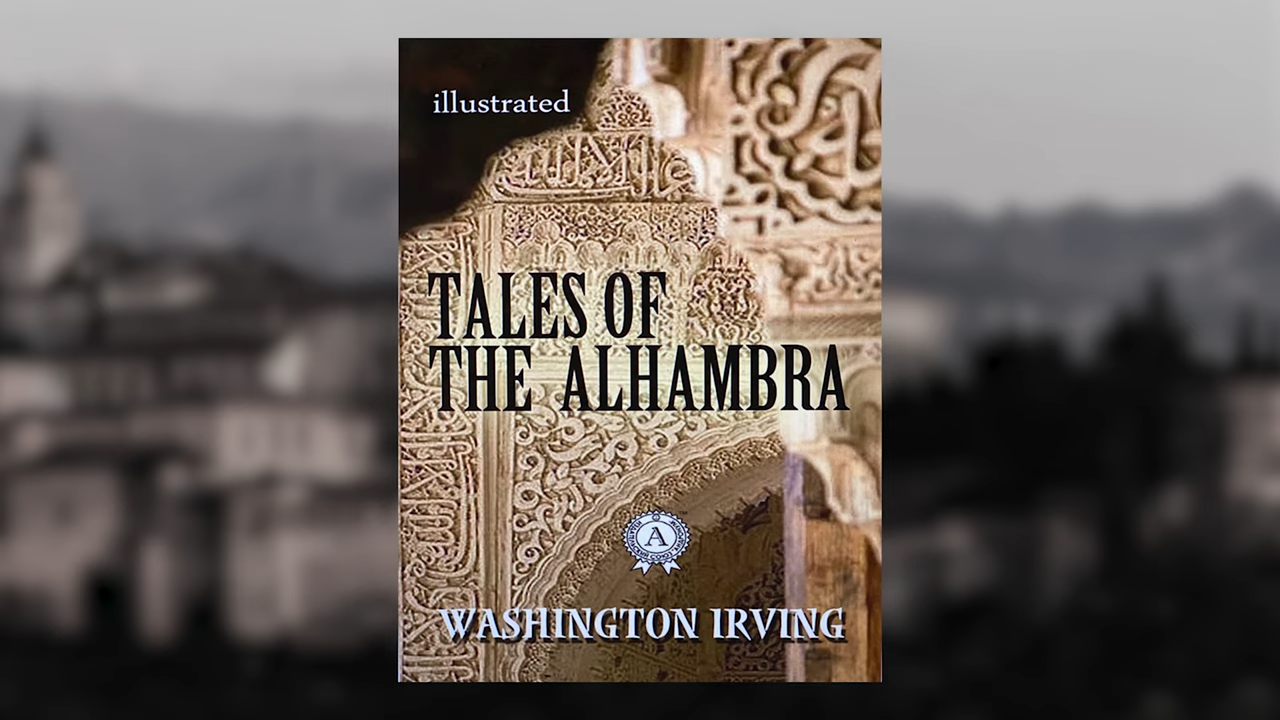 illustrated
TALES OF
THE ALHAMBRA
A
WASHINGTON IRVING